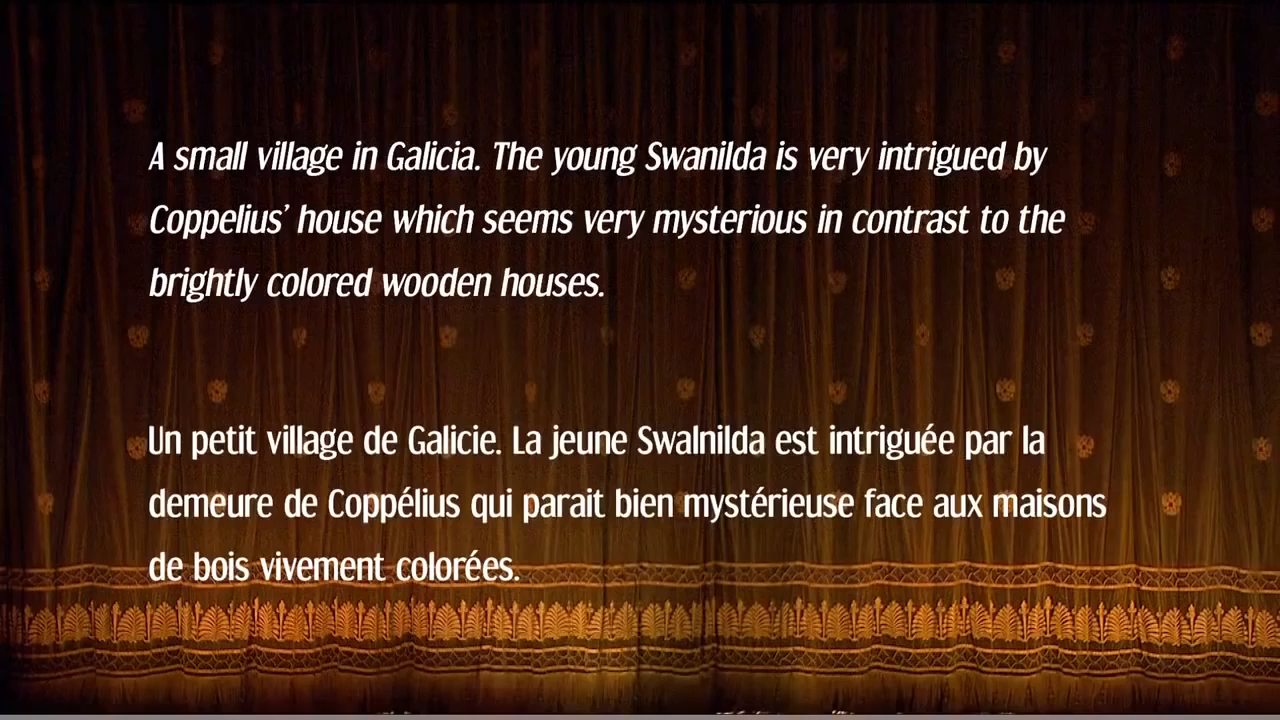 A small village in Galicia. The young Swanilda is very intrigued by
Coppelius' house which seems very mysterious in contrast to the
brightly colored wooden houses.
Un petit village de Galicie. La jeune Swalnilda est intriguée par la
demeure de Coppélius qui parait bien mystérieuse face aux maisons
de bois vivement colorées.